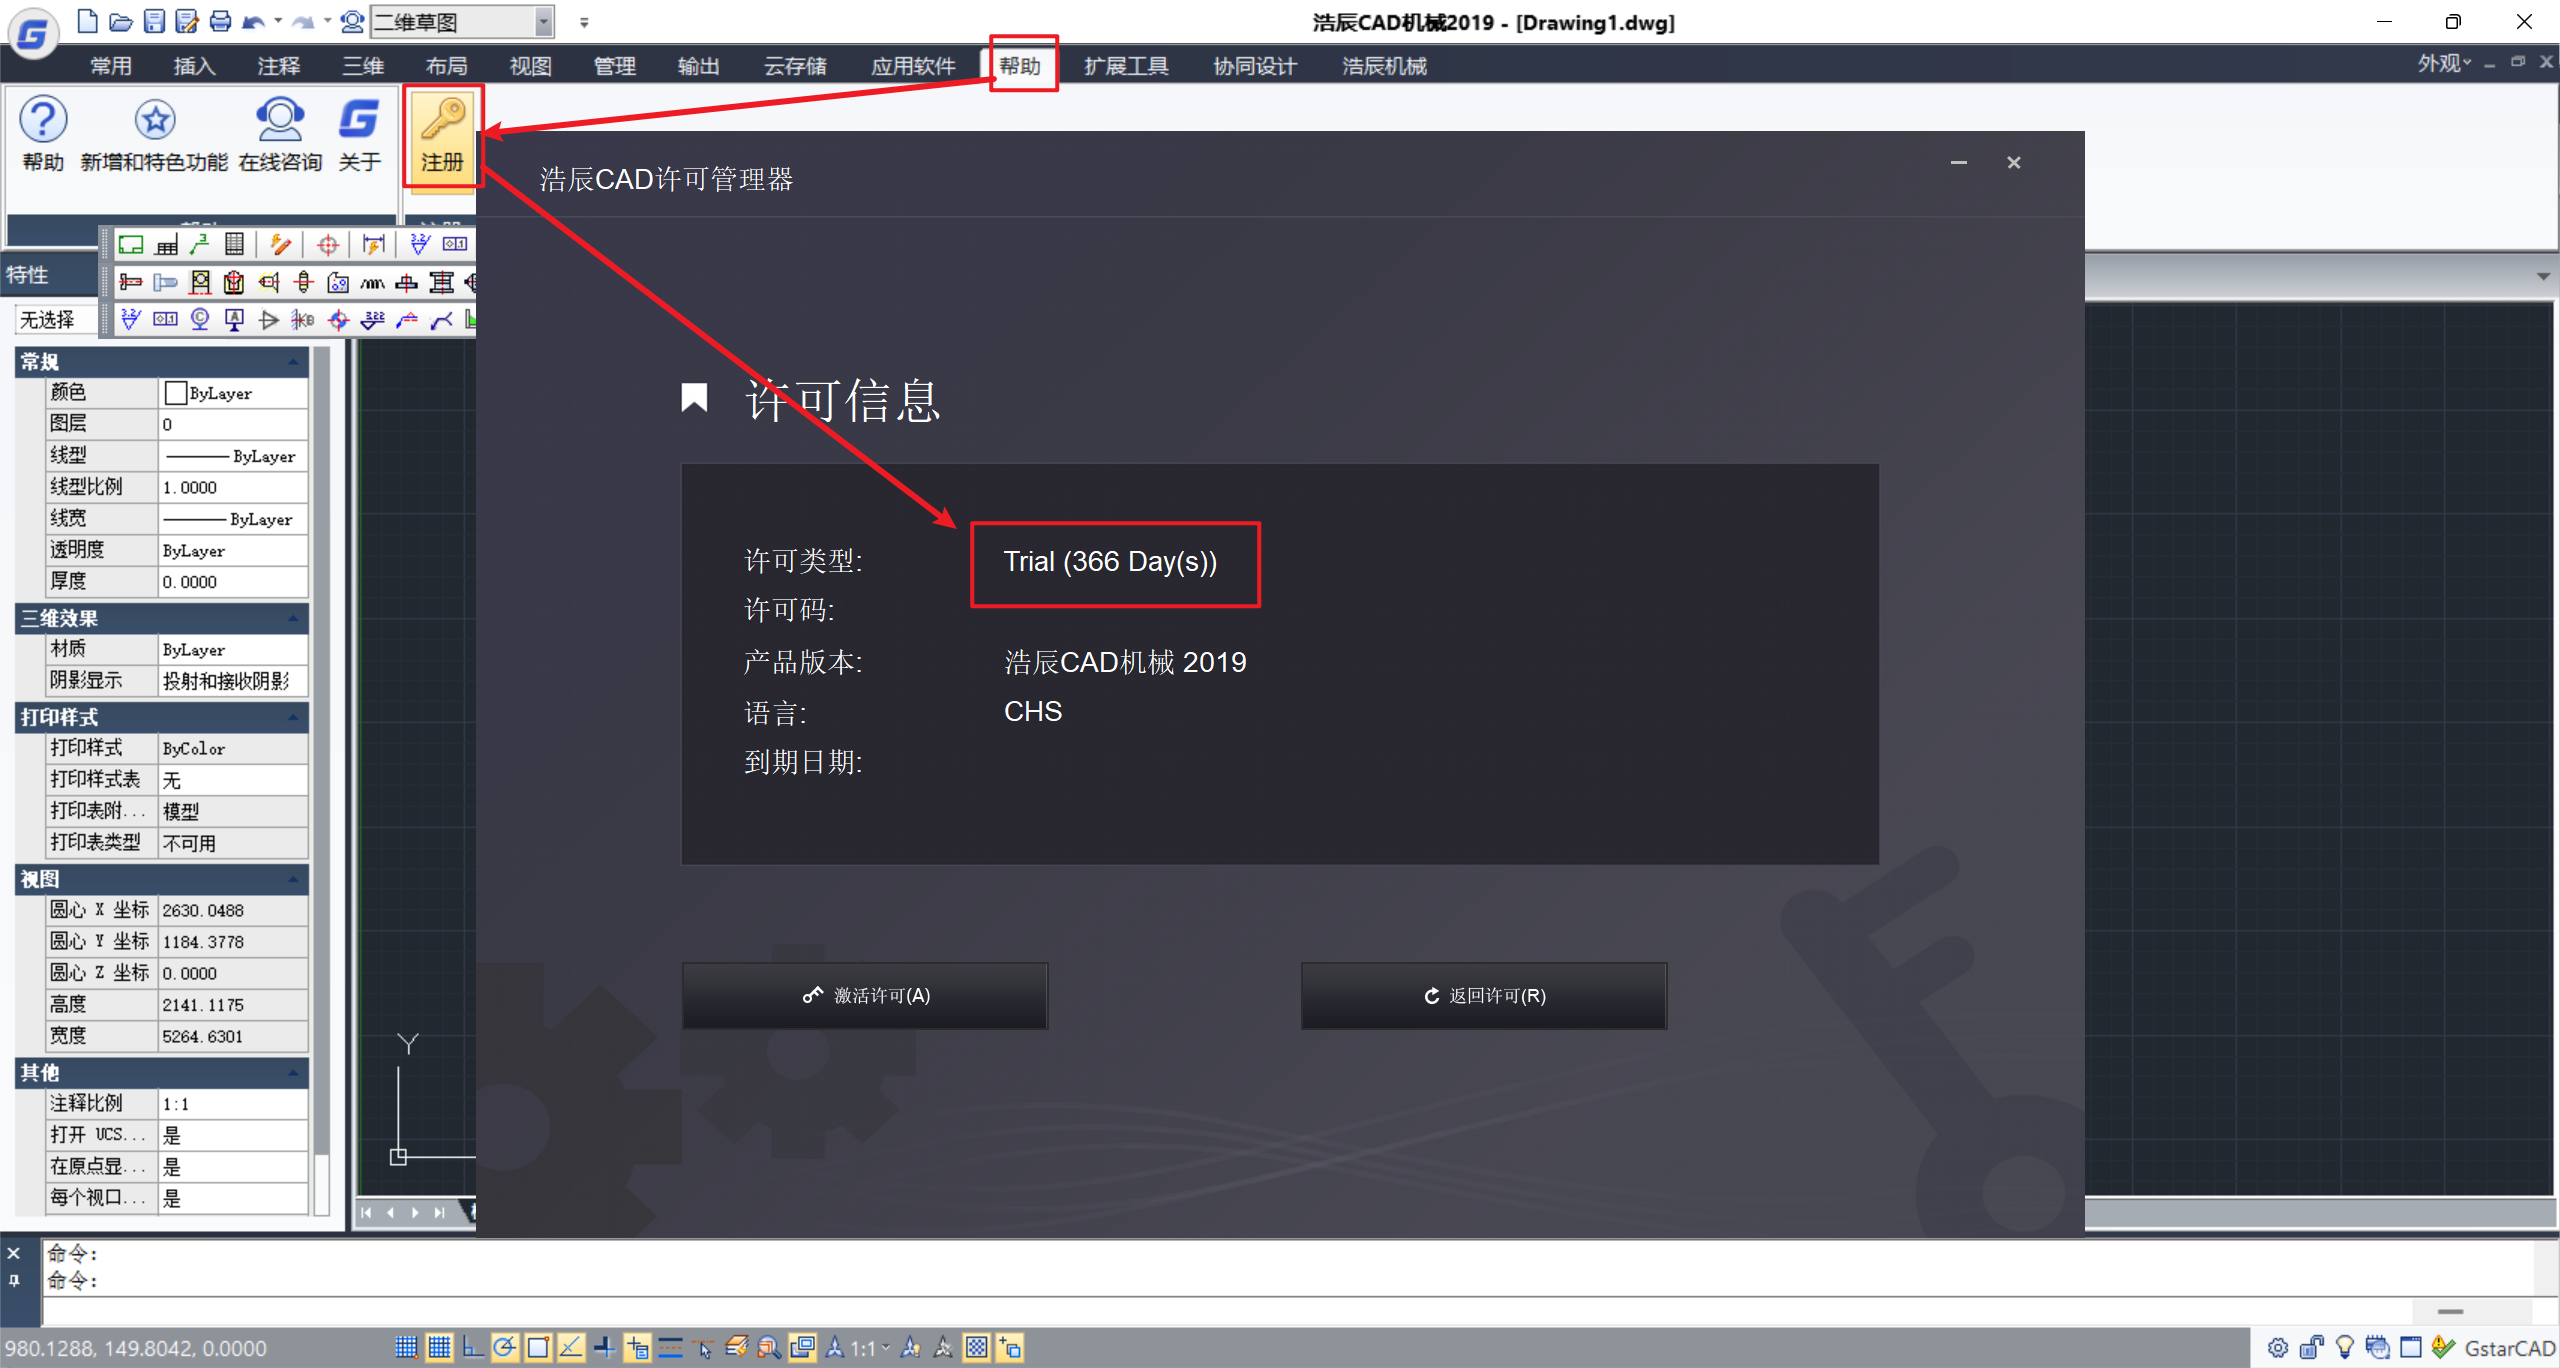 二维草图
浩辰CAD机械2019 - [Drawing1.dwg]
常用 插入 注释 三维 布局 视图 管理 输出 云存储 应用软件 帮助 扩展工具 协同设计 浩辰机械 外观
帮助 新增和特色功能 在线咨询 关于 注册
浩辰CAD许可管理器
特性
无选择
常规
颜色 ByLayer
图层 0
线型 ByLayer
线型比例 1.0000
线宽 ByLayer
透明度 ByLayer
厚度 0.0000
三维效果
材质 ByLayer
阴影显示 投射和接收阴影
打印样式
打印样式 ByColor
打印样式表 无
打印表附... 模型
打印表类型 不可用
视图
圆心 X 坐标 2630.0488
圆心 Y 坐标 1184.3778
圆心 Z 坐标 0.0000
高度 2141.1175
宽度 5264.6301
其他
注释比例 1:1
打开 UCS... 是
在原点显... 是
每个视口... 是
Y
许可信息
许可类型: Trial (366 Day(s))
许可码:
产品版本: 浩辰CAD机械 2019
语言: CHS
到期日期:
激活许可(A) 返回许可(R)
命令:
命令:
980.1288, 149.8042, 0.0000 1:1 GstarCAD